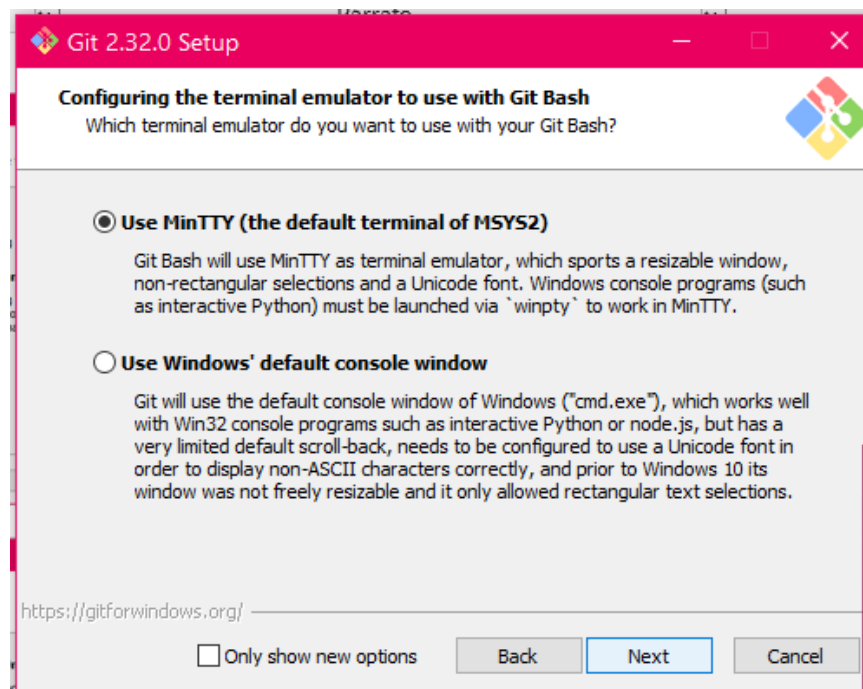 Git 2.32.0 Setup
Configuring the terminal emulator to use with Git Bash
Which terminal emulator do you want to use with your Git Bash?
Use MinTTY (the default terminal of MSYS2)
Git Bash will use MinTTY as terminal emulator, which sports a resizable window,
non-rectangular selections and a Unicode font. Windows console programs (such
as interactive Python) must be launched via `winpty` to work in MinTTY.
Use Windows' default console window
Git will use the default console window of Windows ("cmd.exe"), which works well
with Win32 console programs such as interactive Python or node.js, but has a
very limited default scroll-back, needs to be configured to use a Unicode font in
order to display non-ASCII characters correctly, and prior to Windows 10 its
window was not freely resizable and it only allowed rectangular text selections.
https://gitforwindows.org/
Only show new options
Back
Next
Cancel